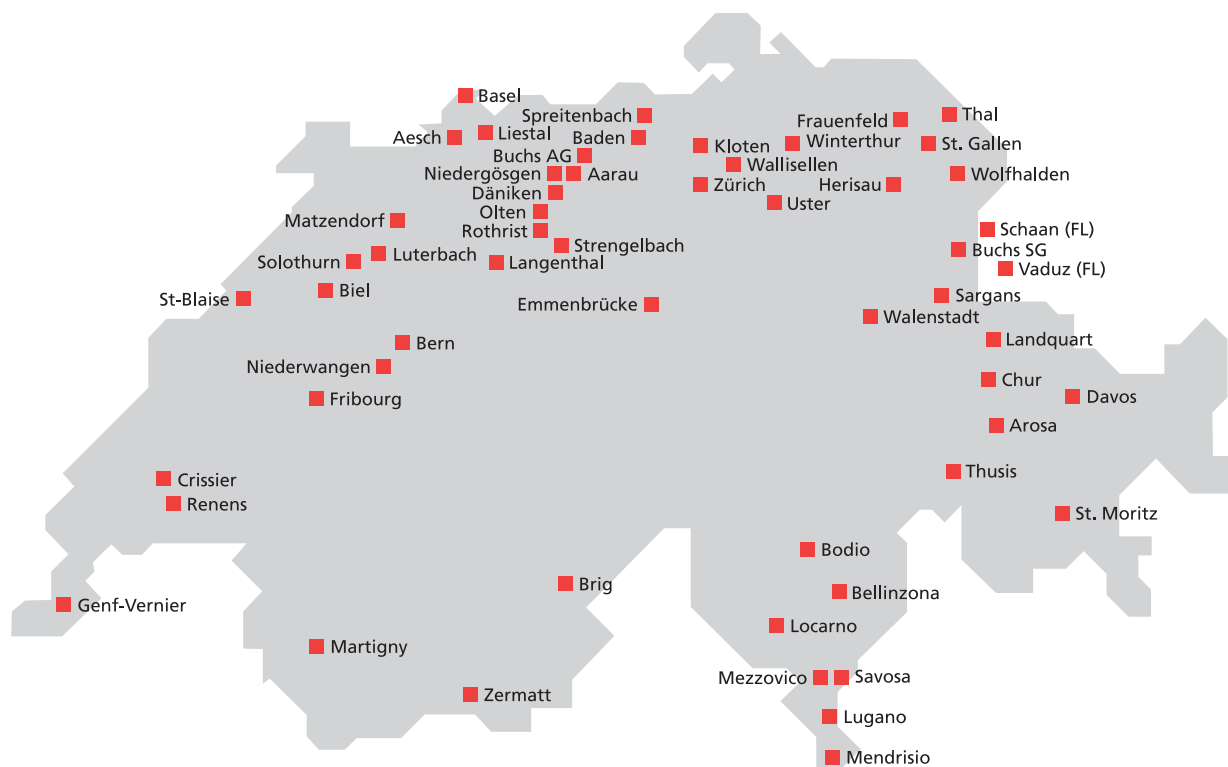 Basel
Spreitenbach
Thal
Frauenfeld
Aesch
Liestal
Baden
Kloten
Winterthur
St. Gallen
Buchs AG
Wallisellen
Niedergösgen
Aarau
Wolfhalden
Däniken
Zürich
Herisau
Olten
Uster
Matzendorf
Rothrist
Schaan (FL)
Strengelbach
Buchs SG
Luterbach
Solothurn
Langenthal
Vaduz (FL)
Biel
St-Blaise
Sargans
Emmenbrücke
Walenstadt
Bern
Landquart
Niederwangen
Chur
Fribourg
Davos
Arosa
Thusis
Crissier
Renens
St. Moritz
Bodio
Brig
Bellinzona
Genf-Vernier
Locarno
Martigny
Mezzovico
Savosa
Zermatt
Lugano
Mendrisio